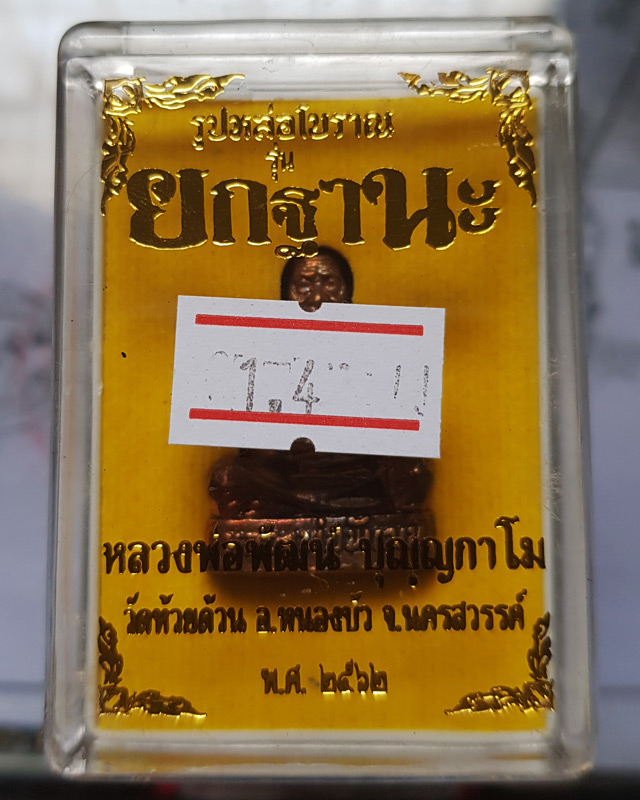 รูปหล่อโบราณ
รุ่น
ยกฐานะ
1.4
หลวงพ่อพัฒน์ ปุญฺญกาโม
วัดห้วยด้วน อ.หนองบัว จ.นครสวรรค์
พ.ศ. ๒๕๖๒